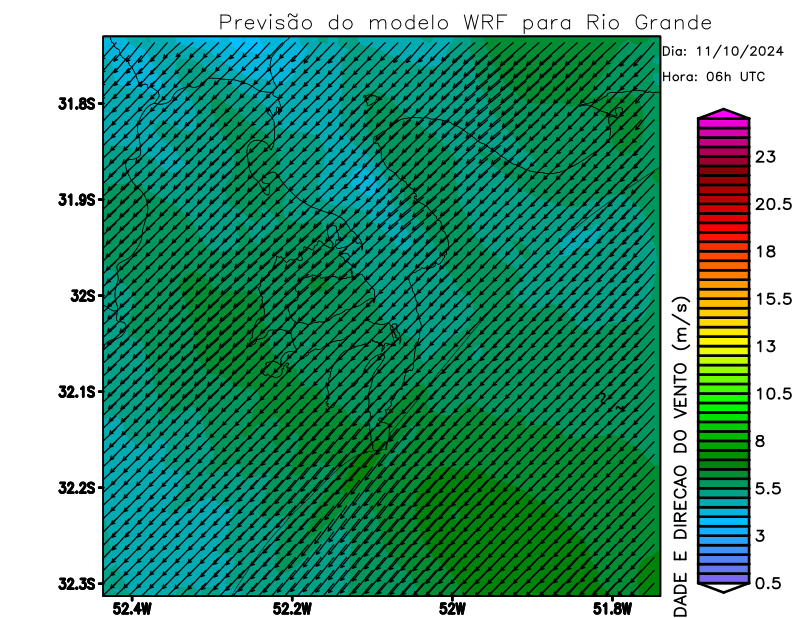 Previsão do modelo WRF para Rio Grande
Dia: 11/10/2024
Hora: 06h UTC
31.8S
31.9S
32S
32.1S
32.2S
32.3S
52.4W
52.2W
52W
51.8W
23
20.5
18
15.5
13
10.5
8
5.5
3
0.5
DADE E DIRECAO DO VENTO (m/s)